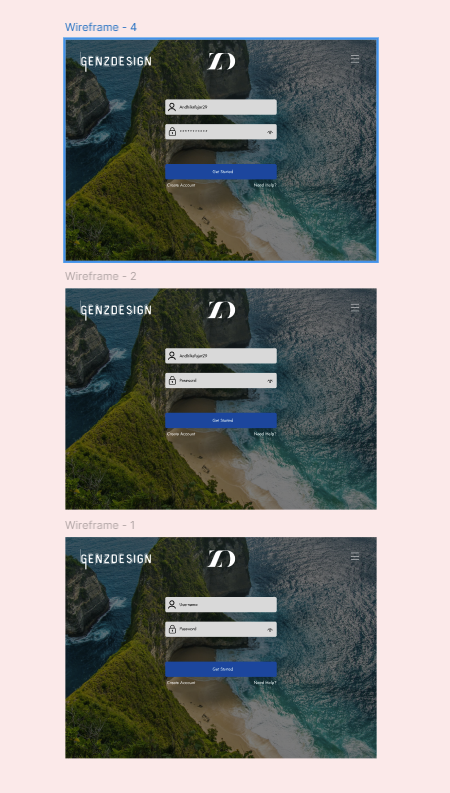 Wireframe - 4
GENZDESIGN ZD
Andhikafajar29
***********
Get Started
Create Account Need Help?
Wireframe - 2
GENZDESIGN ZD
Andhikafajar29
Password
Get Started
Create Account Need Help?
Wireframe - 1
GENZDESIGN ZD
Username
Password
Get Started
Create Account Need Help?